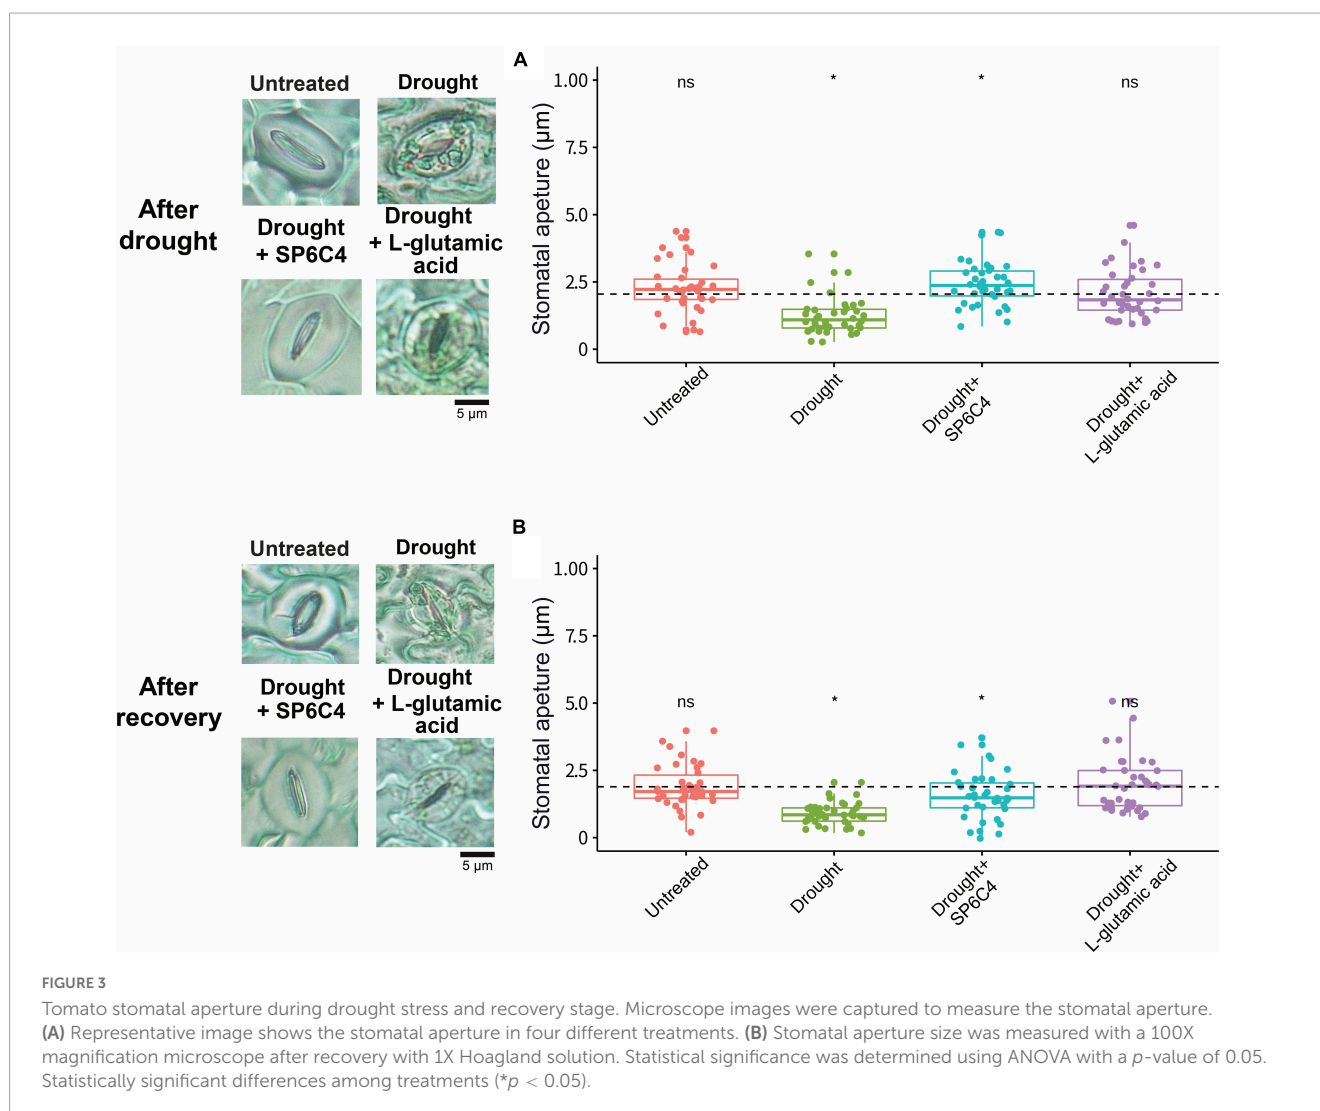 Untreated
Drought
After
drought
Drought
+ SP6C4
Drought
+ L-glutamic
acid
5 µm
A
Stomatal apeture (µm)
1.00
7.5
5.0
2.5
0
ns
*
*
ns
Untreated
Drought
Drought+
SP6C4
Drought+
L-glutamic acid
Untreated
Drought
After
recovery
Drought
+ SP6C4
Drought
+ L-glutamic
acid
5 µm
B
Stomatal apeture (µm)
1.00
7.5
5.0
2.5
0
ns
*
*
ns
Untreated
Drought
Drought+
SP6C4
Drought+
L-glutamic acid
FIGURE 3
Tomato stomatal aperture during drought stress and recovery stage. Microscope images were captured to measure the stomatal aperture.
(A) Representative image shows the stomatal aperture in four different treatments. (B) Stomatal aperture size was measured with a 100X
magnification microscope after recovery with 1X Hoagland solution. Statistical significance was determined using ANOVA with a p-value of 0.05.
Statistically significant differences among treatments (*p < 0.05).